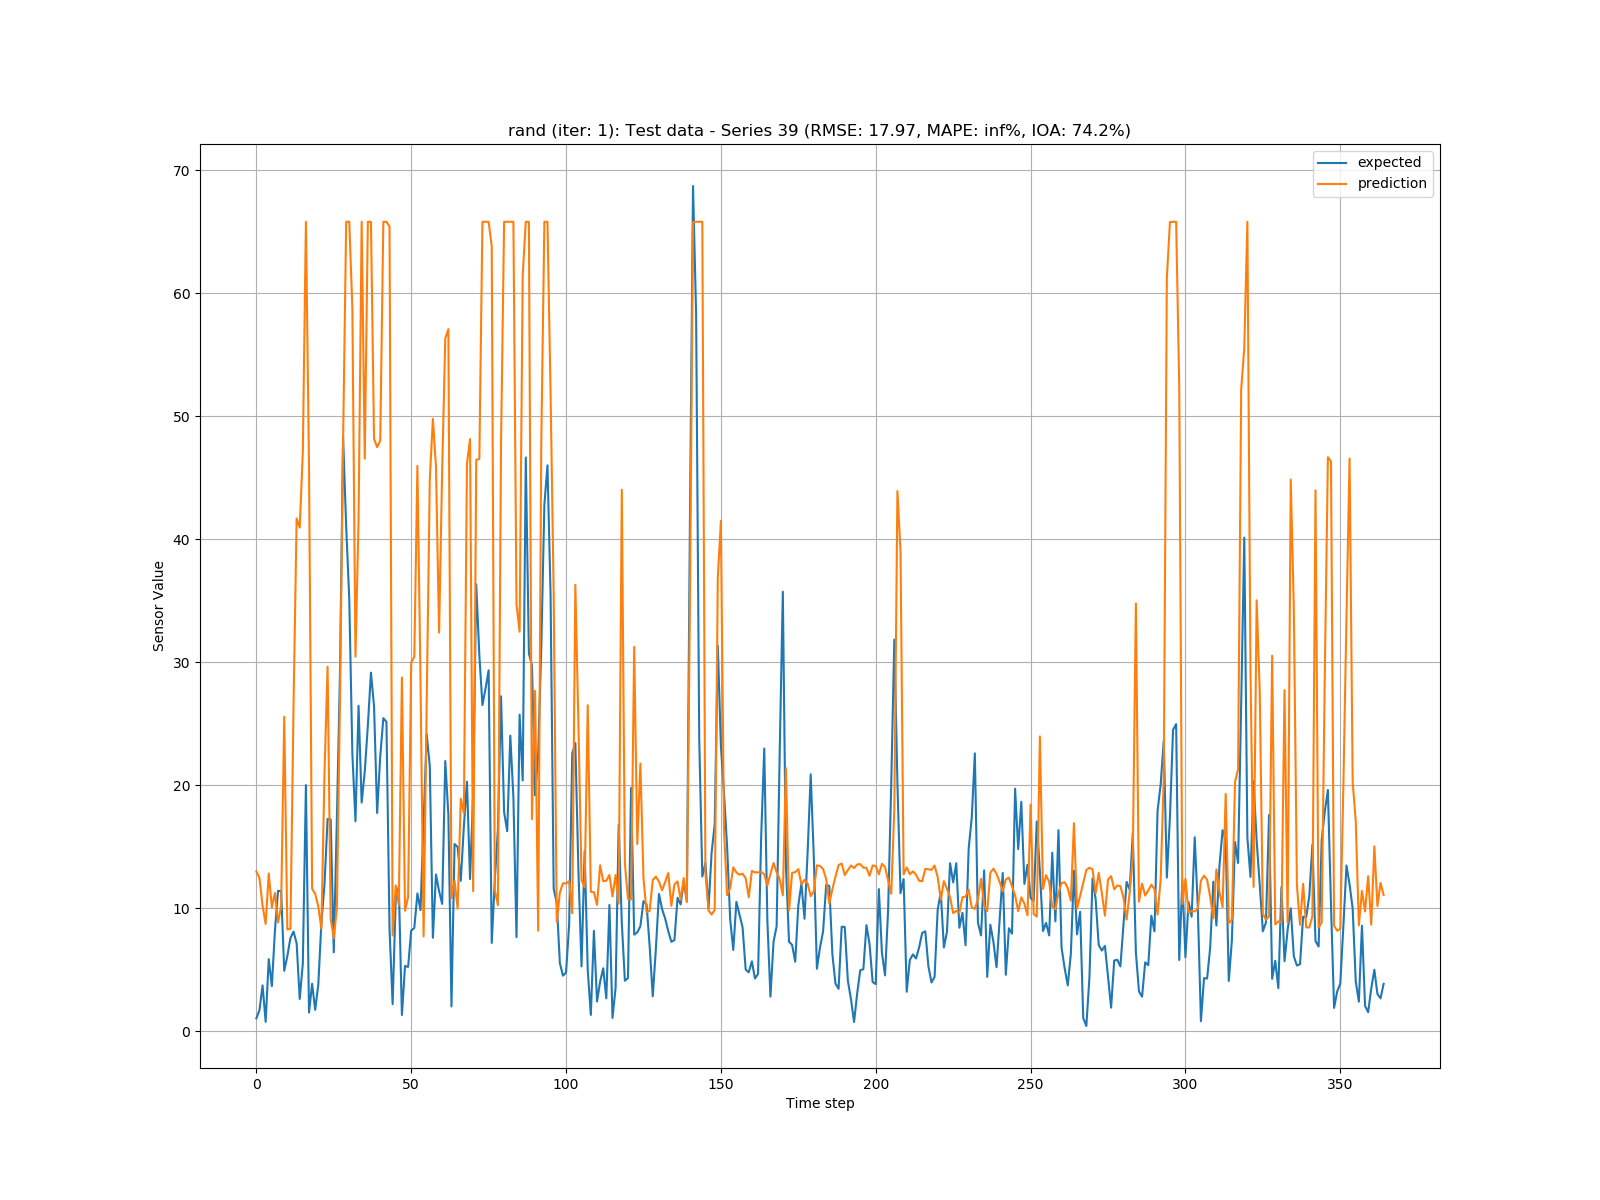 rand (iter: 1): Test data - Series 39 (RMSE: 17.97, MAPE: inf%, IOA: 74.2%)
expected
prediction
70
60
50
40
30
20
10
0
Sensor Value
0 50 100 150 200 250 300 350
Time step